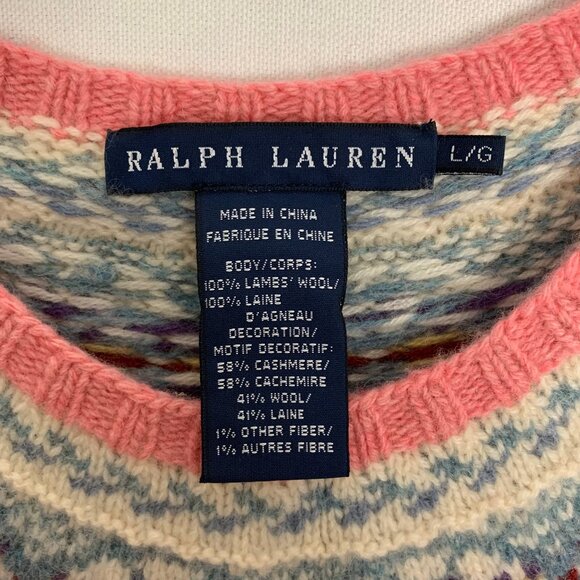 RALPH LAUREN
L/G
MADE IN CHINA
FABRIQUE EN CHINE
BODY/CORPS:
100% LAMBS' WOOL/
100% LAINE
D'AGNEAU
DECORATION/
MOTIF DECORATIF:
58% CASHMERE/
58% CACHEMIRE
41% WOOL/
41% LAINE
1% OTHER FIBER/
1% AUTRES FIBRE